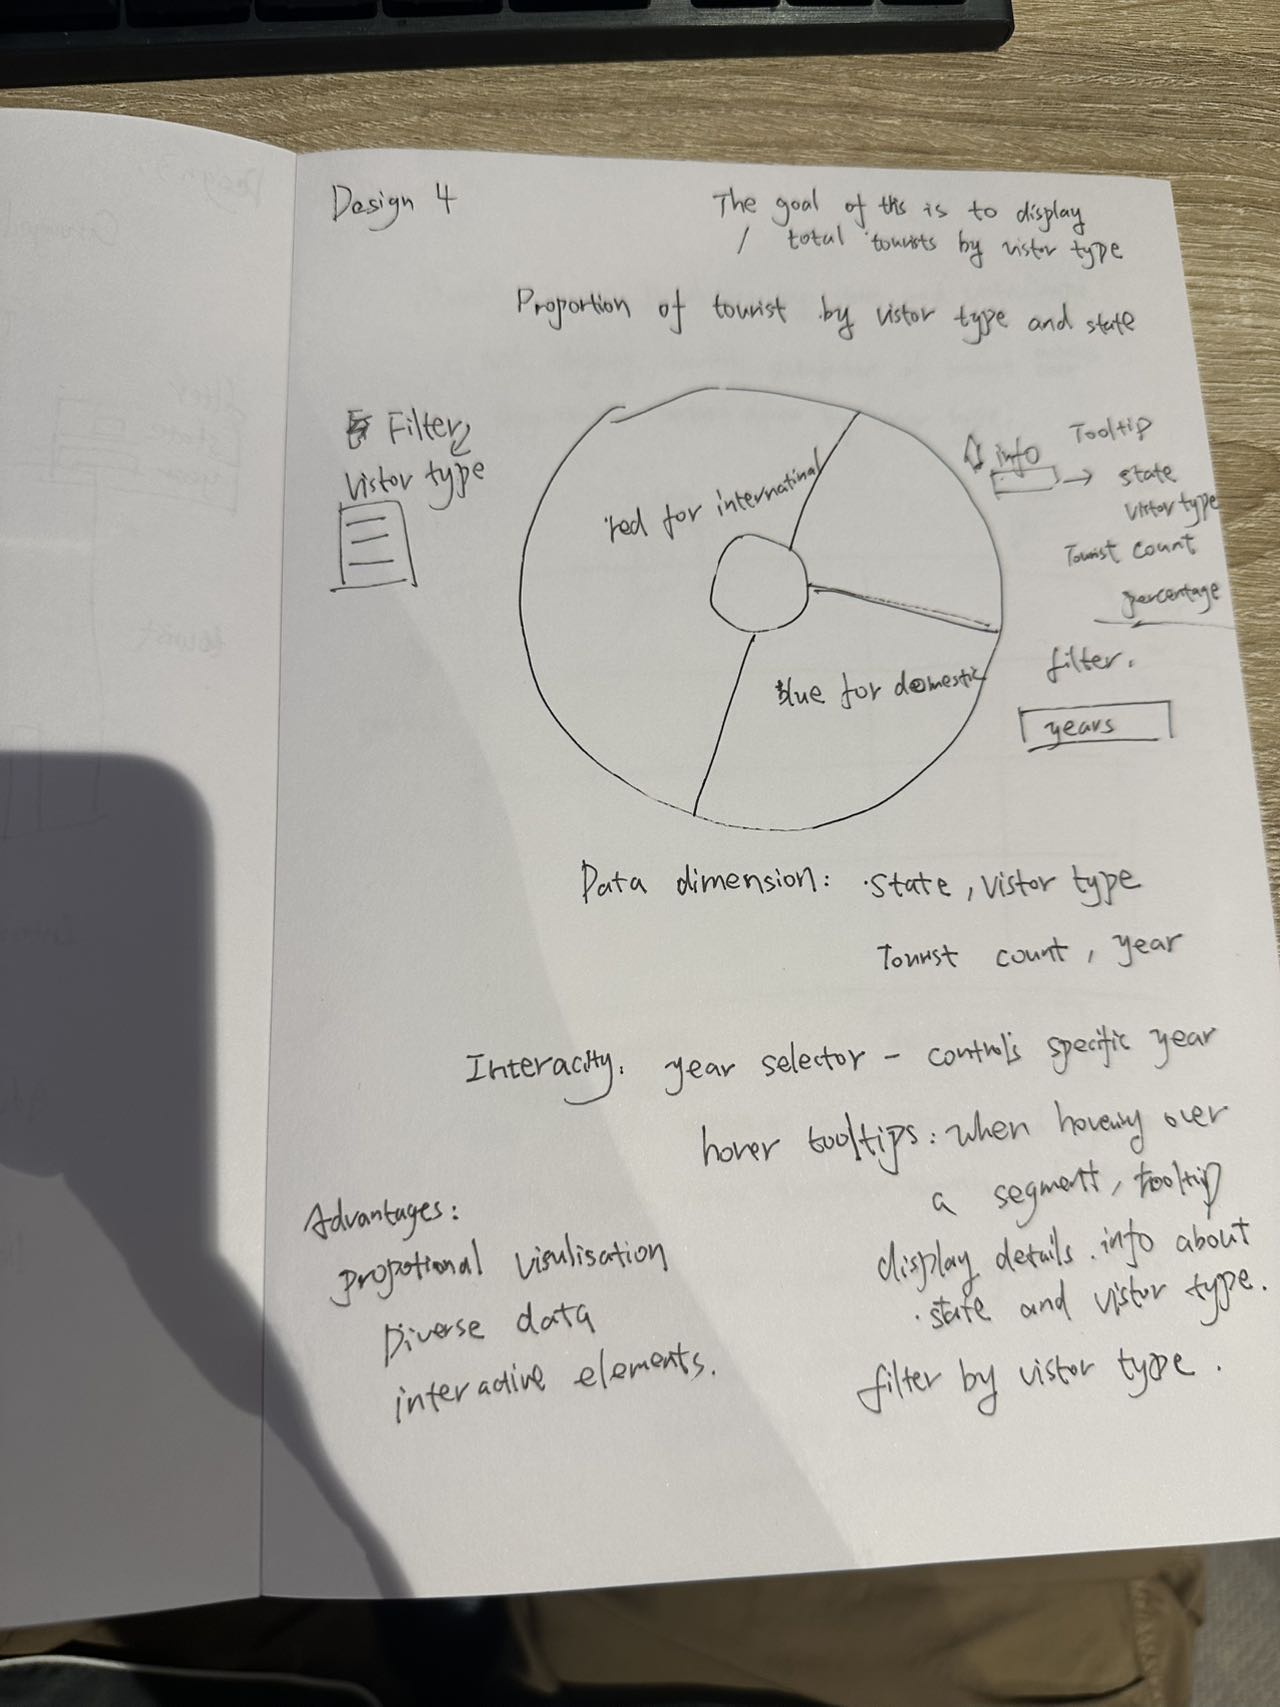 Design 4
The goal of ths is to display
/ total tourists by vistor type
Proportion of tourist by vistor type and state
Filter
Vistor type
red for internatinal
blue for domestic
info
Tooltip
state
Vistor type
Tourist count
percentage
filter.
years
Data dimension: state, vistor type
Tourist count, year
Interacity: year selector - controls specific year
hover tooltips: when hovering over
a segment, tooltip
display details info about
state and vistor type.
filter by vistor type.
Advantages:
propotional visulisation
Diverse data
interactive elements.